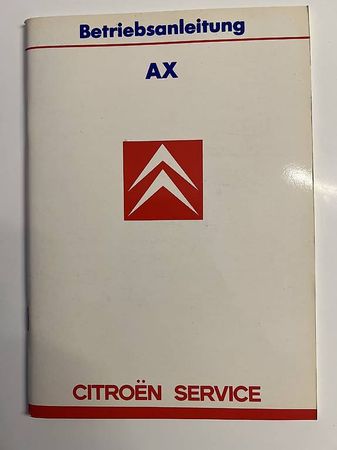 Betriebsanleitung
AX
CITROËN SERVICE